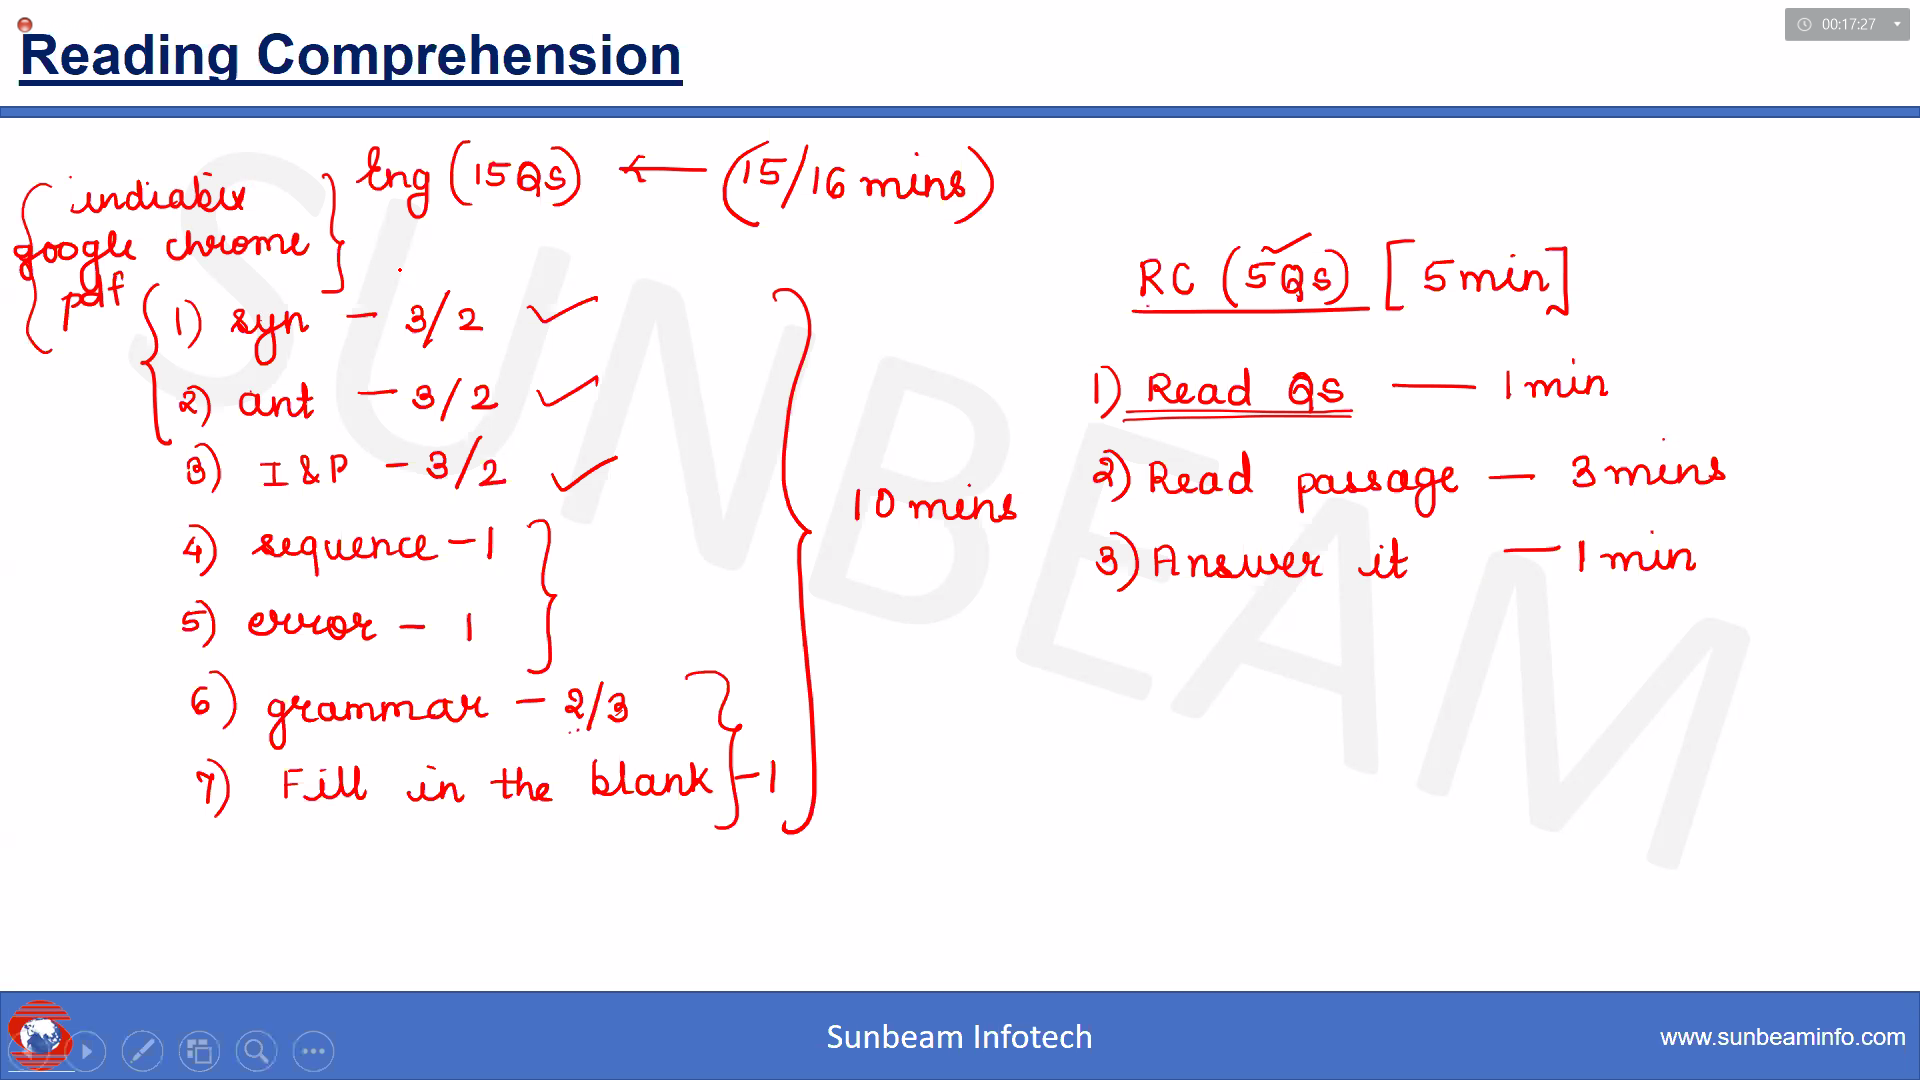 00:17:27
Reading Comprehension
Eng (15 Qs) ← (15/16 mins)
indiabix
google chrome
pdf
1) syn - 3/2 ✓
2) ant - 3/2 ✓
3) I & P - 3/2 ✓
4) sequence - 1
5) error - 1
6) grammar - 2/3
7) Fill in the blank - 1
10 mins
RC (5 Qs) [5 min]
1) Read Qs — 1 min
2) Read passage — 3 mins
3) Answer it — 1 min
SUNBEAM
Sunbeam Infotech
www.sunbeaminfo.com